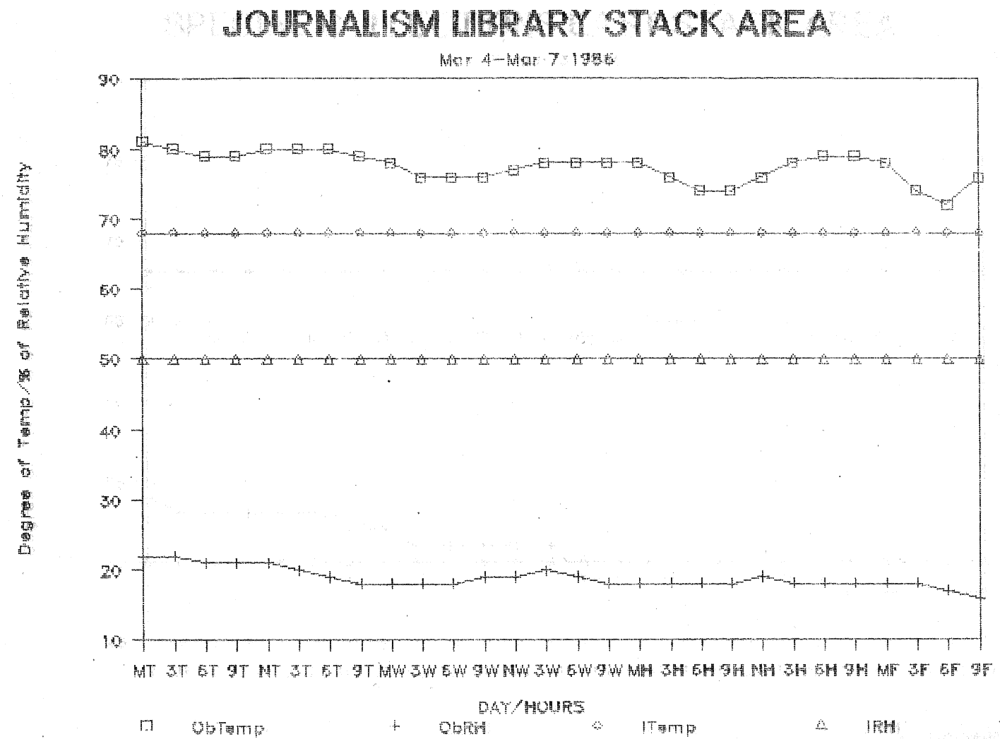 JOURNALISM LIBRARY STACK AREA
Mar 4-Mar 7 1986
90
80
70
60
50
40
30
20
10
Degree of Temp/% of Relative Humidity
MT 3T 6T 9T NT 3T 6T 9T MW 3W 6W 9W NW 3W 6W 9W MH 3H 6H 9H NH 3H 6H 9H MF 3F 6F 9F
DAY/HOURS
ObTemp ObRH ITemp IRH